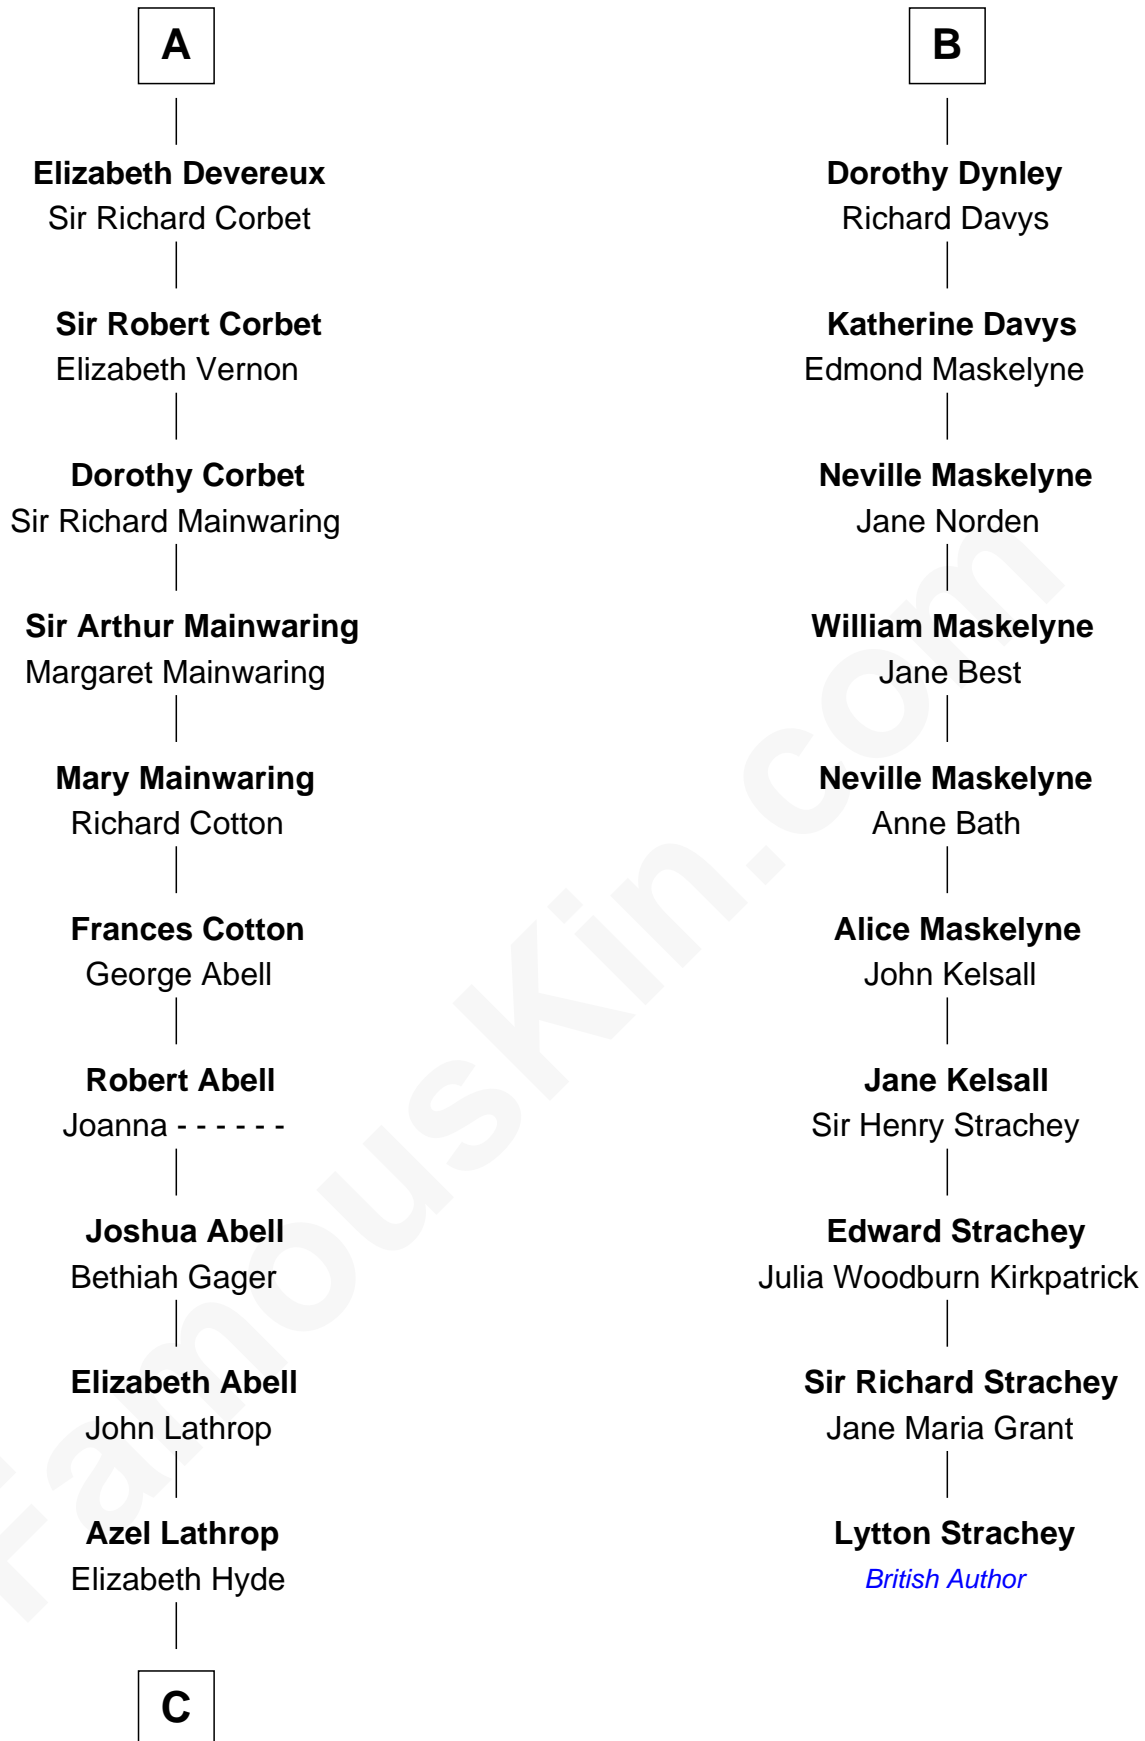 A
Elizabeth Devereux
Sir Richard Corbet
Sir Robert Corbet
Elizabeth Vernon
Dorothy Corbet
Sir Richard Mainwaring
Sir Arthur Mainwaring
Margaret Mainwaring
Mary Mainwaring
Richard Cotton
Frances Cotton
George Abell
Robert Abell
Joanna - - - - - -
Joshua Abell
Bethiah Gager
Elizabeth Abell
John Lathrop
Azel Lathrop
Elizabeth Hyde
C
B
Dorothy Dynley
Richard Davys
Katherine Davys
Edmond Maskelyne
Neville Maskelyne
Jane Norden
William Maskelyne
Jane Best
Neville Maskelyne
Anne Bath
Alice Maskelyne
John Kelsall
Jane Kelsall
Sir Henry Strachey
Edward Strachey
Julia Woodburn Kirkpatrick
Sir Richard Strachey
Jane Maria Grant
Lytton Strachey
British Author
FamousKin.com